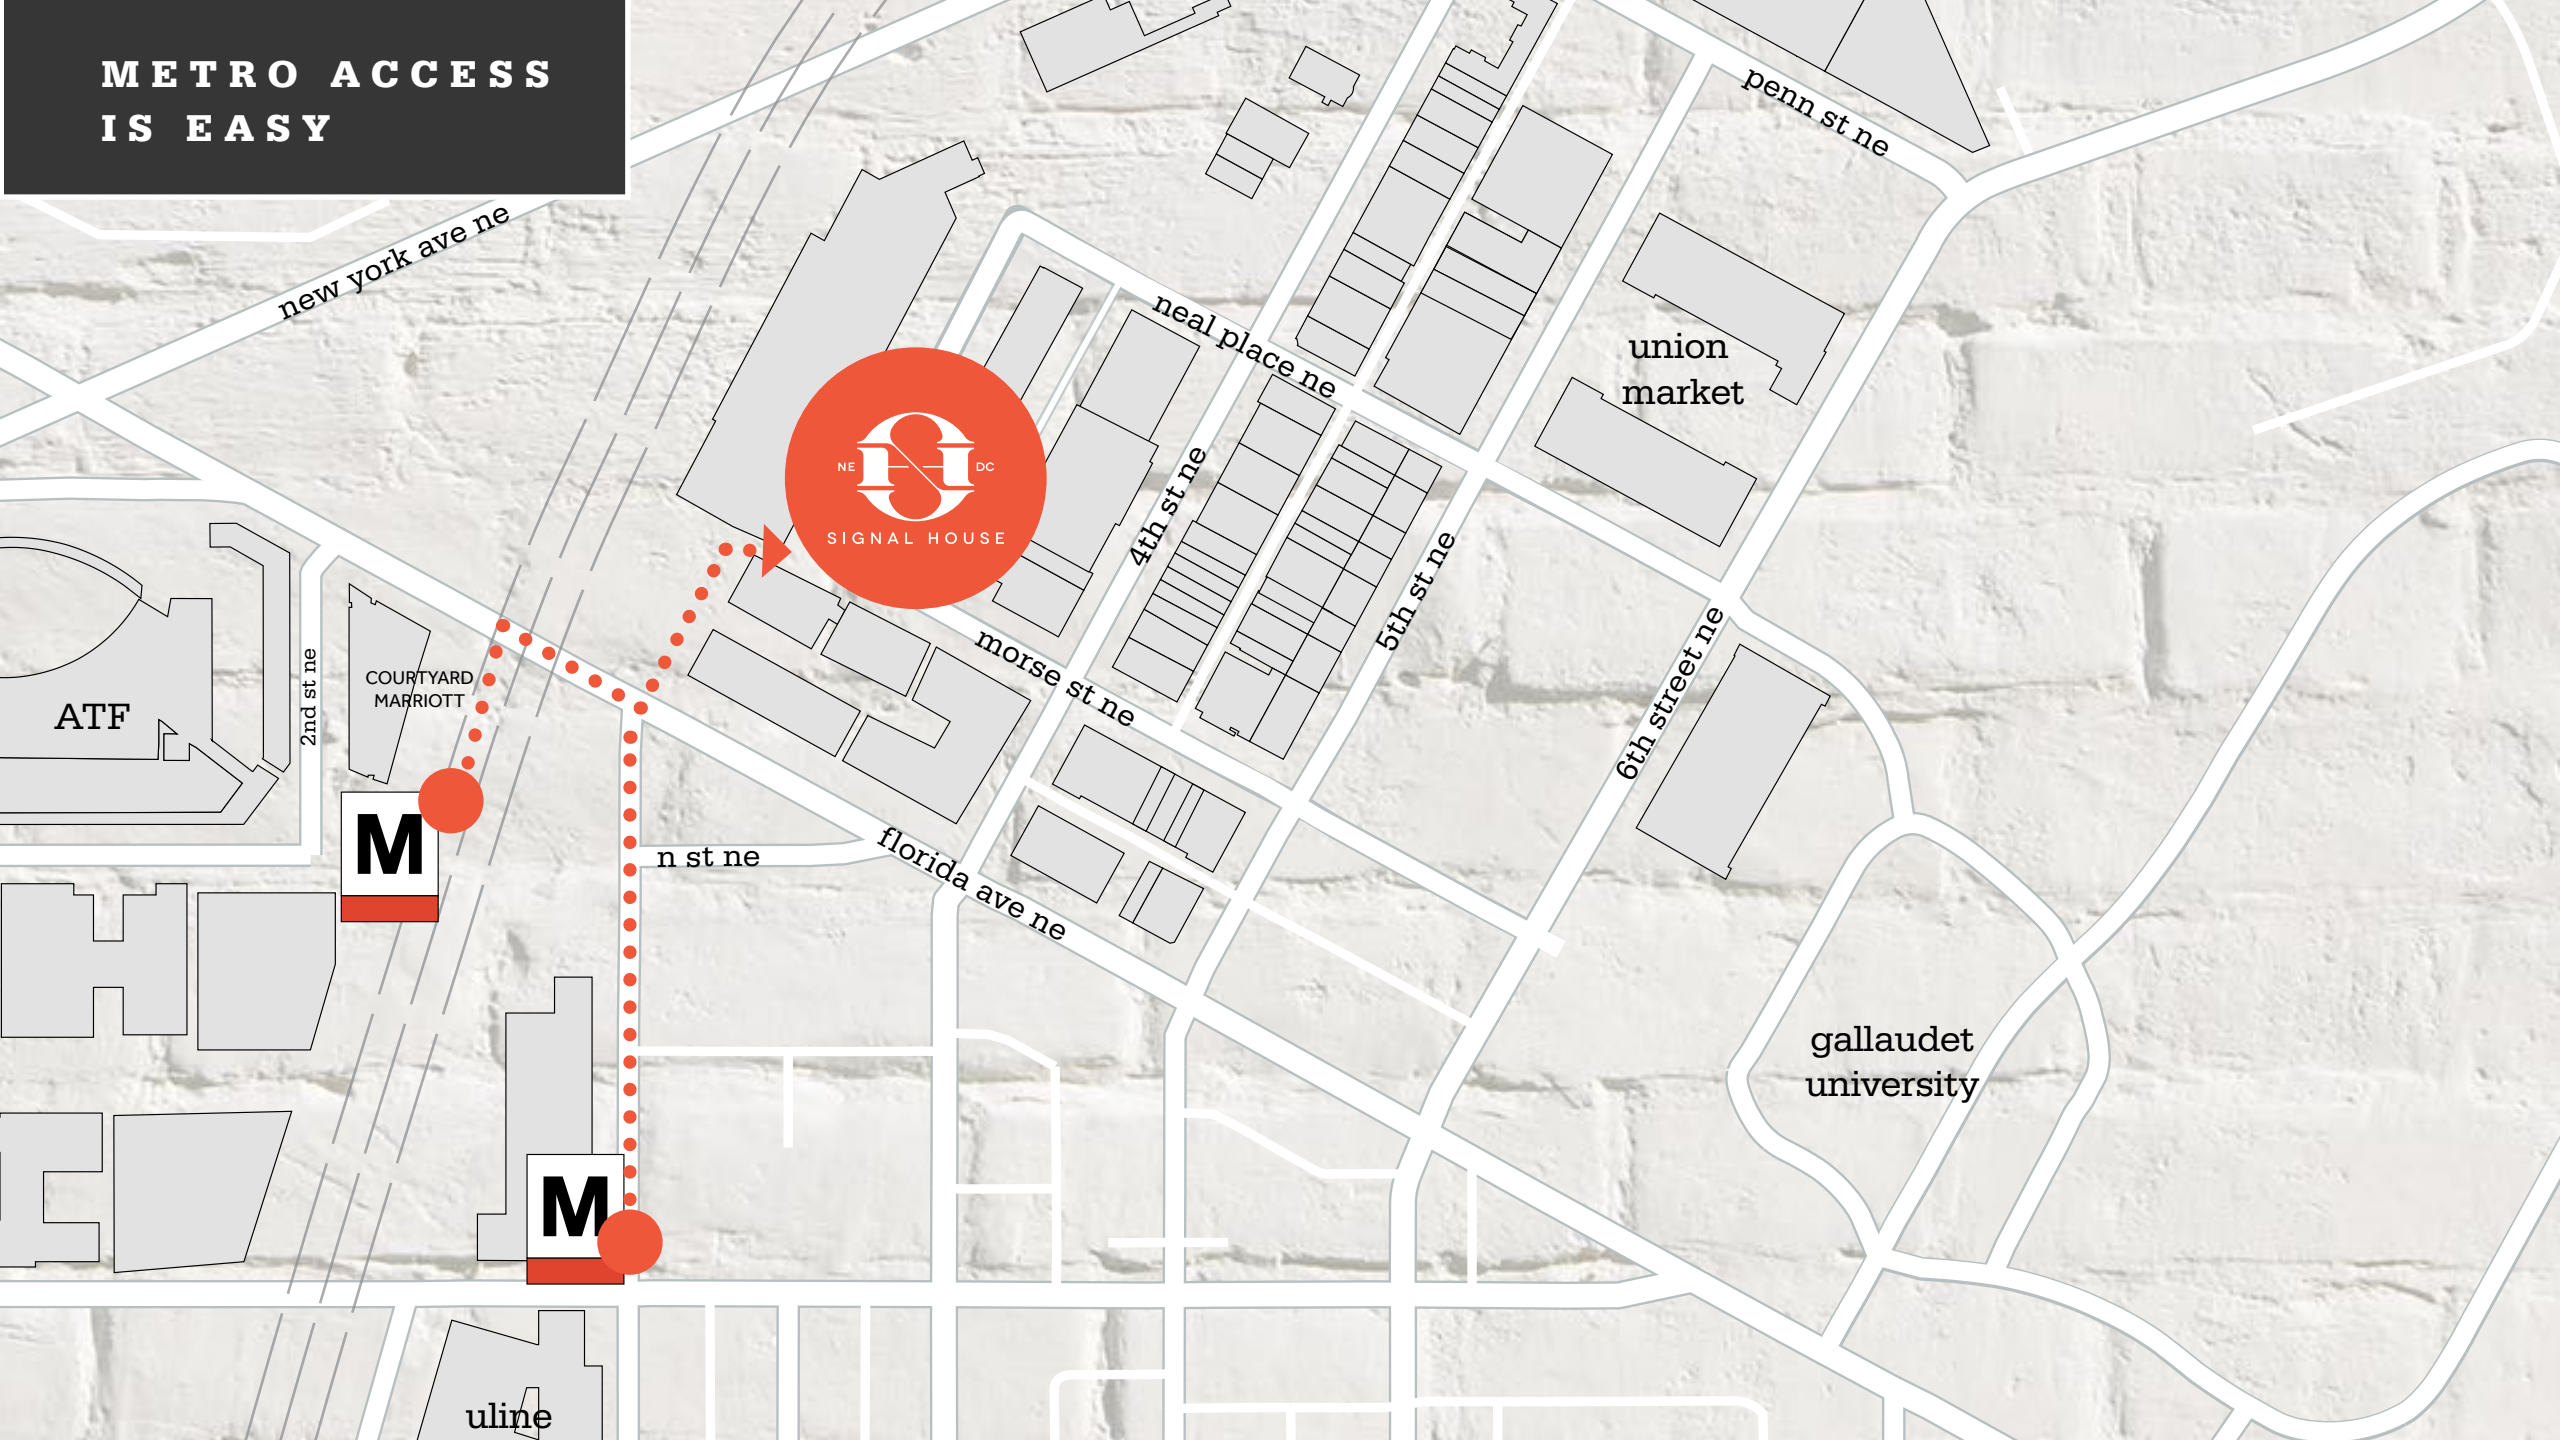 METRO ACCESS
IS EASY
new york ave ne
penn st ne
neal place ne
union
market
NE
DC
SIGNAL HOUSE
4th st ne
5th st ne
6th street ne
morse st ne
2nd st ne
COURTYARD
MARRIOTT
ATF
M
n st ne
florida ave ne
gallaudet
university
M
uline